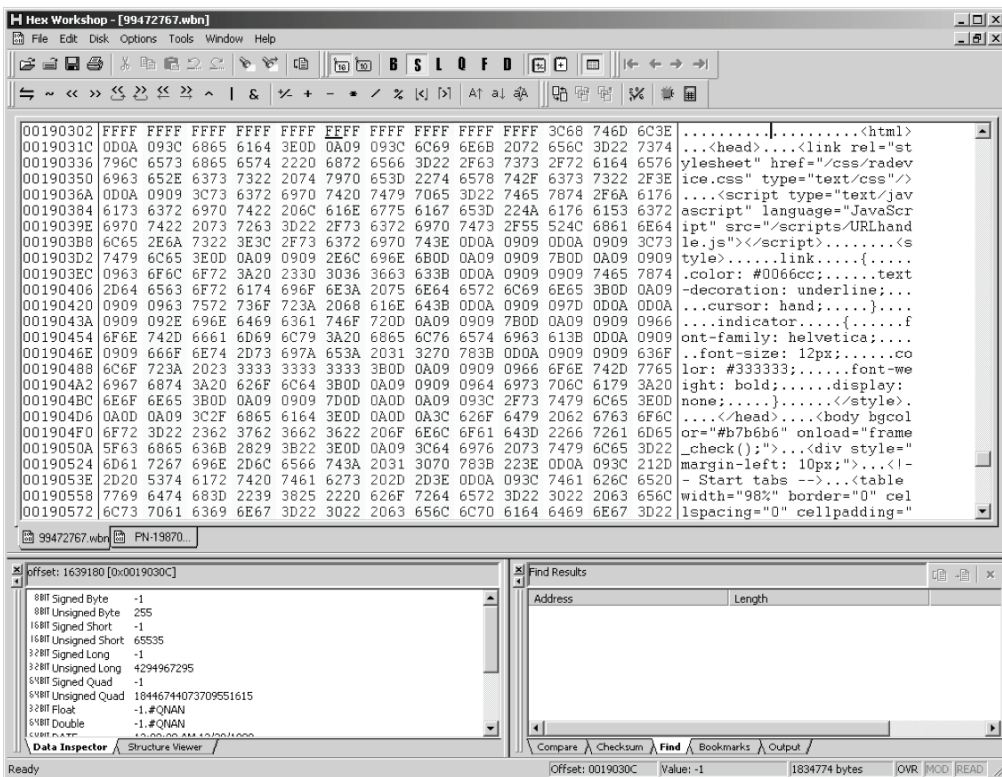 Hex Workshop - [99472767.wbn]
File Edit Disk Options Tools Window Help
B S L Q F D
00190302 FFFF FFFF FFFF FFFF FFFF FFFF FFFF FFFF FFFF FFFF 3C68 746D 6C3E ....................<html>
0019031C 0D0A 093C 6865 6164 3E0D 0A09 093C 6C69 6E6B 2072 656C 3D22 7374 ...<head>....<link rel="st
00190336 796C 6573 6865 6574 2220 6872 6566 3D22 2F63 7373 2F72 6164 6576 ylesheet" href="/css/radev
00190350 6963 652E 6373 7322 2074 7970 653D 2274 6578 742F 6373 7322 2F3E ice.css" type="text/css"/>
0019036A 0D0A 0909 3C73 6372 6970 7420 7479 7065 3D22 7465 7874 2F6A 6176 ....<script type="text/jav
00190384 6173 6372 6970 7422 206C 616E 6775 6167 653D 224A 6176 6153 6372 ascript" language="JavaScr
0019039E 6970 7422 2073 7263 3D22 2F73 6372 6970 7473 2F55 524C 6861 6E64 ipt" src="/scripts/URLhand
001903B8 6C65 2E6A 7322 3E3C 2F73 6372 6970 743E 0D0A 0909 0D0A 0909 3C73 le.js"></script>........<s
001903D2 7479 6C65 3E0D 0A09 0909 2E6C 696E 6B0D 0A09 0909 7B0D 0A09 0909 tyle>......link.....{.....
001903EC 0963 6F6C 6F72 3A20 2330 3036 3663 633B 0D0A 0909 0909 7465 7874 .color: #0066cc;......text
00190406 2D64 6563 6F72 6174 696F 6E3A 2075 6E64 6572 6C69 6E65 3B0D 0A09 -decoration: underline;...
00190420 0909 0963 7572 736F 723A 2068 616E 643B 0D0A 0909 097D 0D0A 0D0A ...cursor: hand;.....}....
0019043A 0909 092E 696E 6469 6361 746F 720D 0A09 0909 7B0D 0A09 0909 0966 ....indicator.....{......f
00190454 6F6E 742D 6661 6D69 6C79 3A20 6865 6C76 6574 6963 613B 0D0A 0909 ont-family: helvetica;....
0019046E 0909 666F 6E74 2D73 697A 653A 2031 3270 783B 0D0A 0909 0909 636F ..font-size: 12px;......co
00190488 6C6F 723A 2023 3333 3333 3333 3B0D 0A09 0909 0966 6F6E 742D 7765 lor: #333333;......font-we
001904A2 6967 6874 3A20 626F 6C64 3B0D 0A09 0909 0964 6973 706C 6179 3A20 ight: bold;......display:
001904BC 6E6F 6E65 3B0D 0A09 0909 7D0D 0A0D 0A09 093C 2F73 7479 6C65 3E0D none;.....}......</style>.
001904D6 0A0D 0A09 3C2F 6865 6164 3E0D 0A0D 0A3C 626F 6479 2062 6763 6F6C ....</head>....<body bgcol
001904F0 6F72 3D22 2362 3762 3662 3622 206F 6E6C 6F61 643D 2266 7261 6D65 or="#b7b6b6" onload="frame
0019050A 5F63 6865 636B 2829 3B22 3E0D 0A09 3C64 6976 2073 7479 6C65 3D22 _check();">...<div style="
00190524 6D61 7267 696E 2D6C 6566 743A 2031 3070 783B 223E 0D0A 093C 212D margin-left: 10px;">...<!-
0019053E 2D20 5374 6172 7420 7461 6273 202D 2D3E 0D0A 093C 7461 626C 6520 - Start tabs -->...<table
00190558 7769 6474 683D 2239 3825 2220 626F 7264 6572 3D22 3022 2063 656C width="98%" border="0" cel
00190572 6C73 7061 6369 6E67 3D22 3022 2063 656C 6C70 6164 6469 6E67 3D22 lspacing="0" cellpadding="
99472767.wbn PN-19870...
offset: 1639180 [0x0019030C]
8BIT Signed Byte -1
8BIT Unsigned Byte 255
16BIT Signed Short -1
16BIT Unsigned Short 65535
32BIT Signed Long -1
32BIT Unsigned Long 4294967295
64BIT Signed Quad -1
64BIT Unsigned Quad 18446744073709551615
32BIT Float -1.#QNAN
64BIT Double -1.#QNAN
Data Inspector Structure Viewer
Find Results
Address Length
Compare Checksum Find Bookmarks Output
Ready Offset: 0019030C Value: -1 1834774 bytes OVR MOD READ